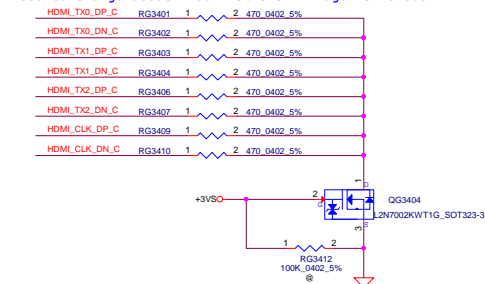 HDMI_TX0_DP_C RG3401 1 2 470_0402_5%
HDMI_TX0_DN_C RG3402 1 2 470_0402_5%
HDMI_TX1_DP_C RG3403 1 2 470_0402_5%
HDMI_TX1_DN_C RG3404 1 2 470_0402_5%
HDMI_TX2_DP_C RG3406 1 2 470_0402_5%
HDMI_TX2_DN_C RG3407 1 2 470_0402_5%
HDMI_CLK_DP_C RG3409 1 2 470_0402_5%
HDMI_CLK_DN_C RG3410 1 2 470_0402_5%
1
D
+3VS 2 QG3404
G
L2N7002KWT1G_SOT323-3
S
3
1 2
RG3412
100K_0402_5%
@